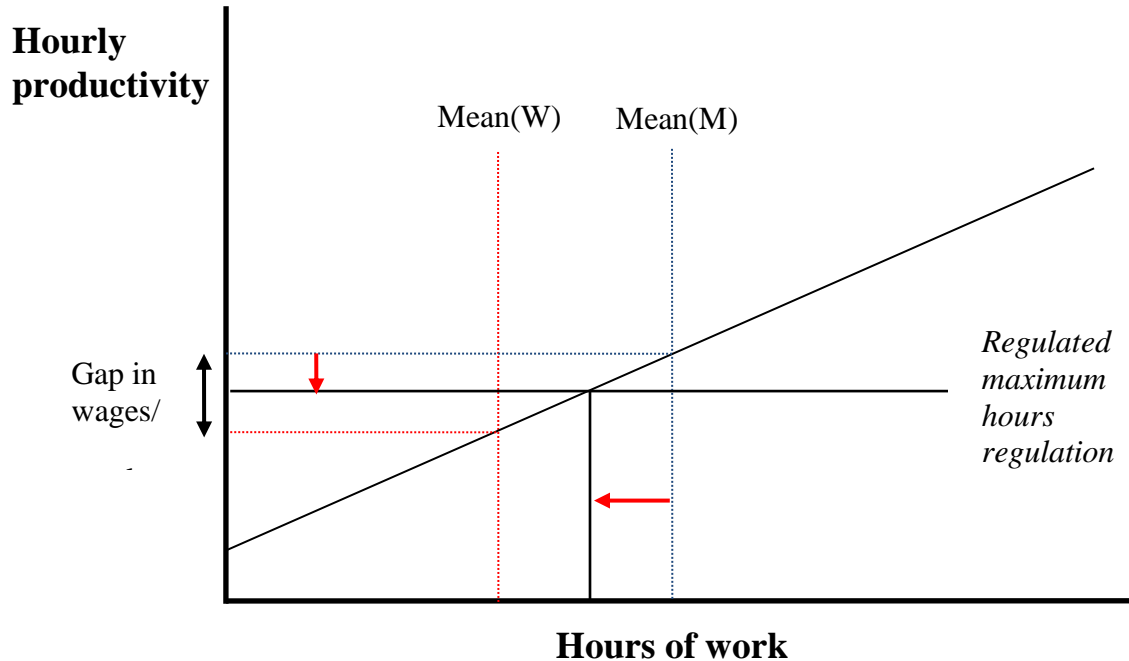 Hourly
productivity
Mean(W)
Mean(M)
Gap in
wages/
Regulated
maximum
hours
regulation
Hours of work